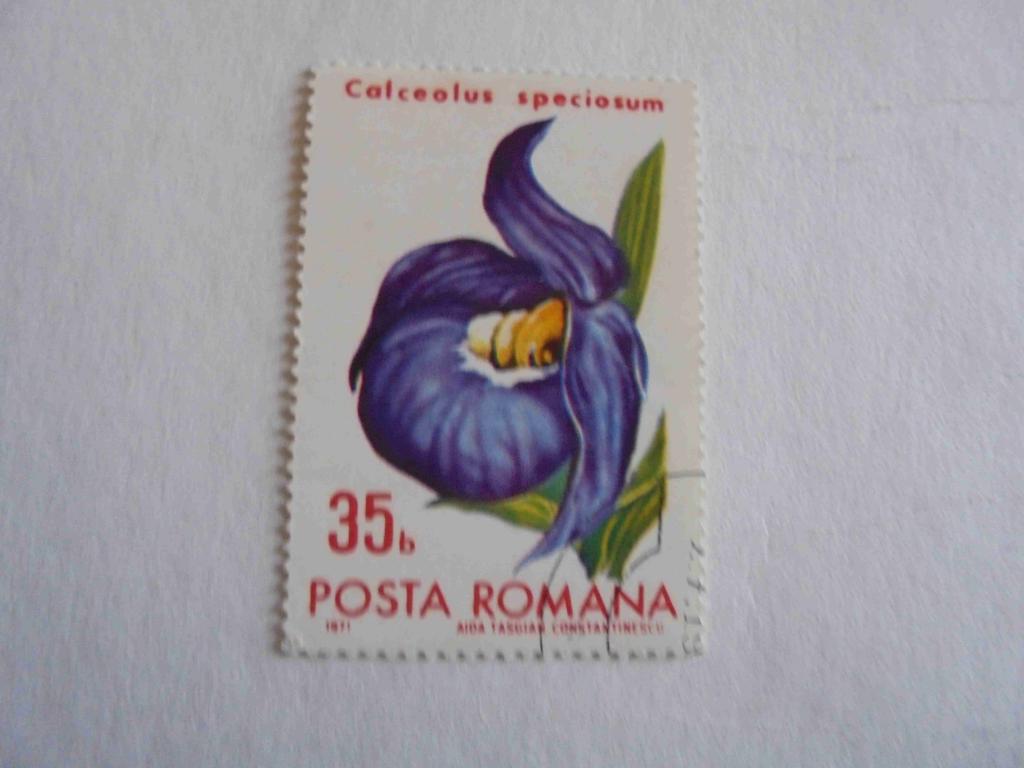 Calceolus speciosum
35b
POSTA ROMANA
1971 AIDA TASGIAN CONSTANTINESCU